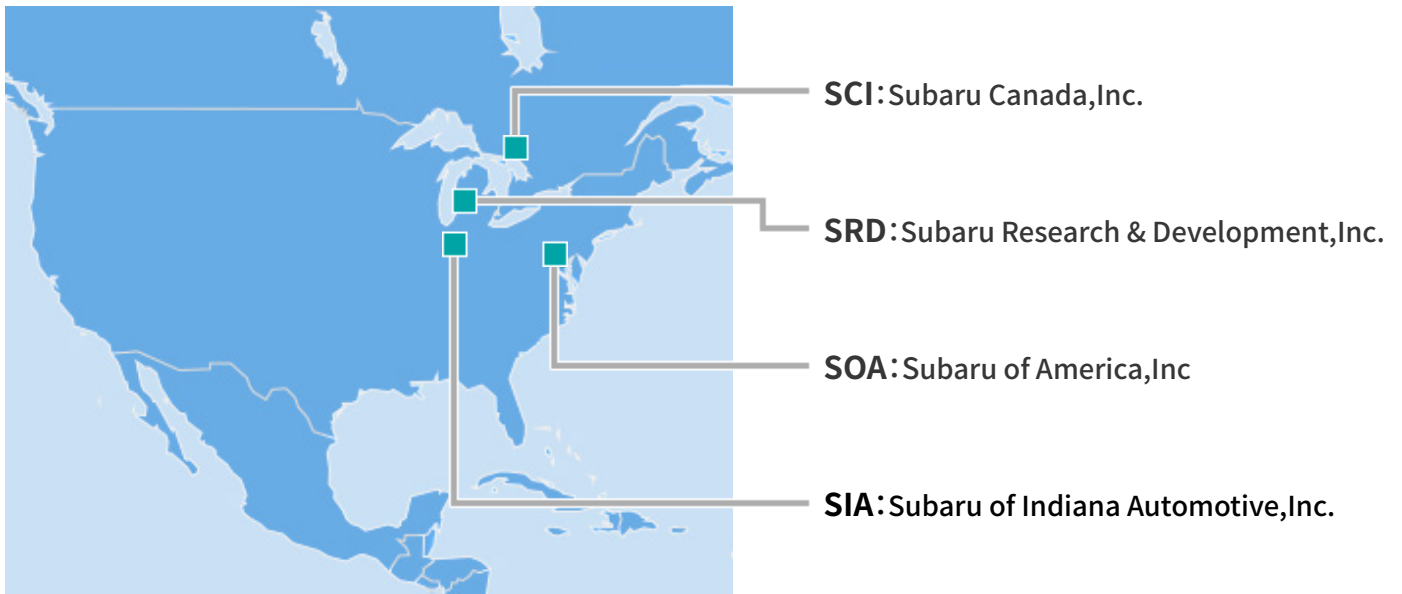 SCI:Subaru Canada,Inc.
SRD:Subaru Research & Development,Inc.
SOA:Subaru of America,Inc
SIA:Subaru of Indiana Automotive,Inc.